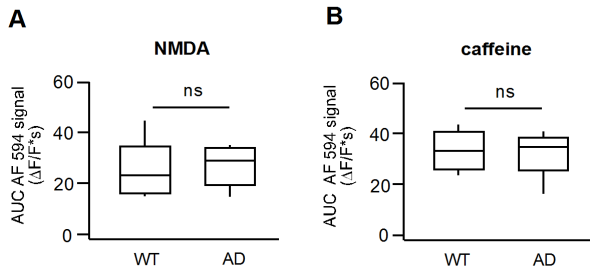 A
NMDA
AUC AF 594 signal
(ΔF/F*s)
60
40
20
0
ns
WT
AD
B
caffeine
AUC AF 594 signal
(ΔF/F*s)
60
40
20
0
ns
WT
AD